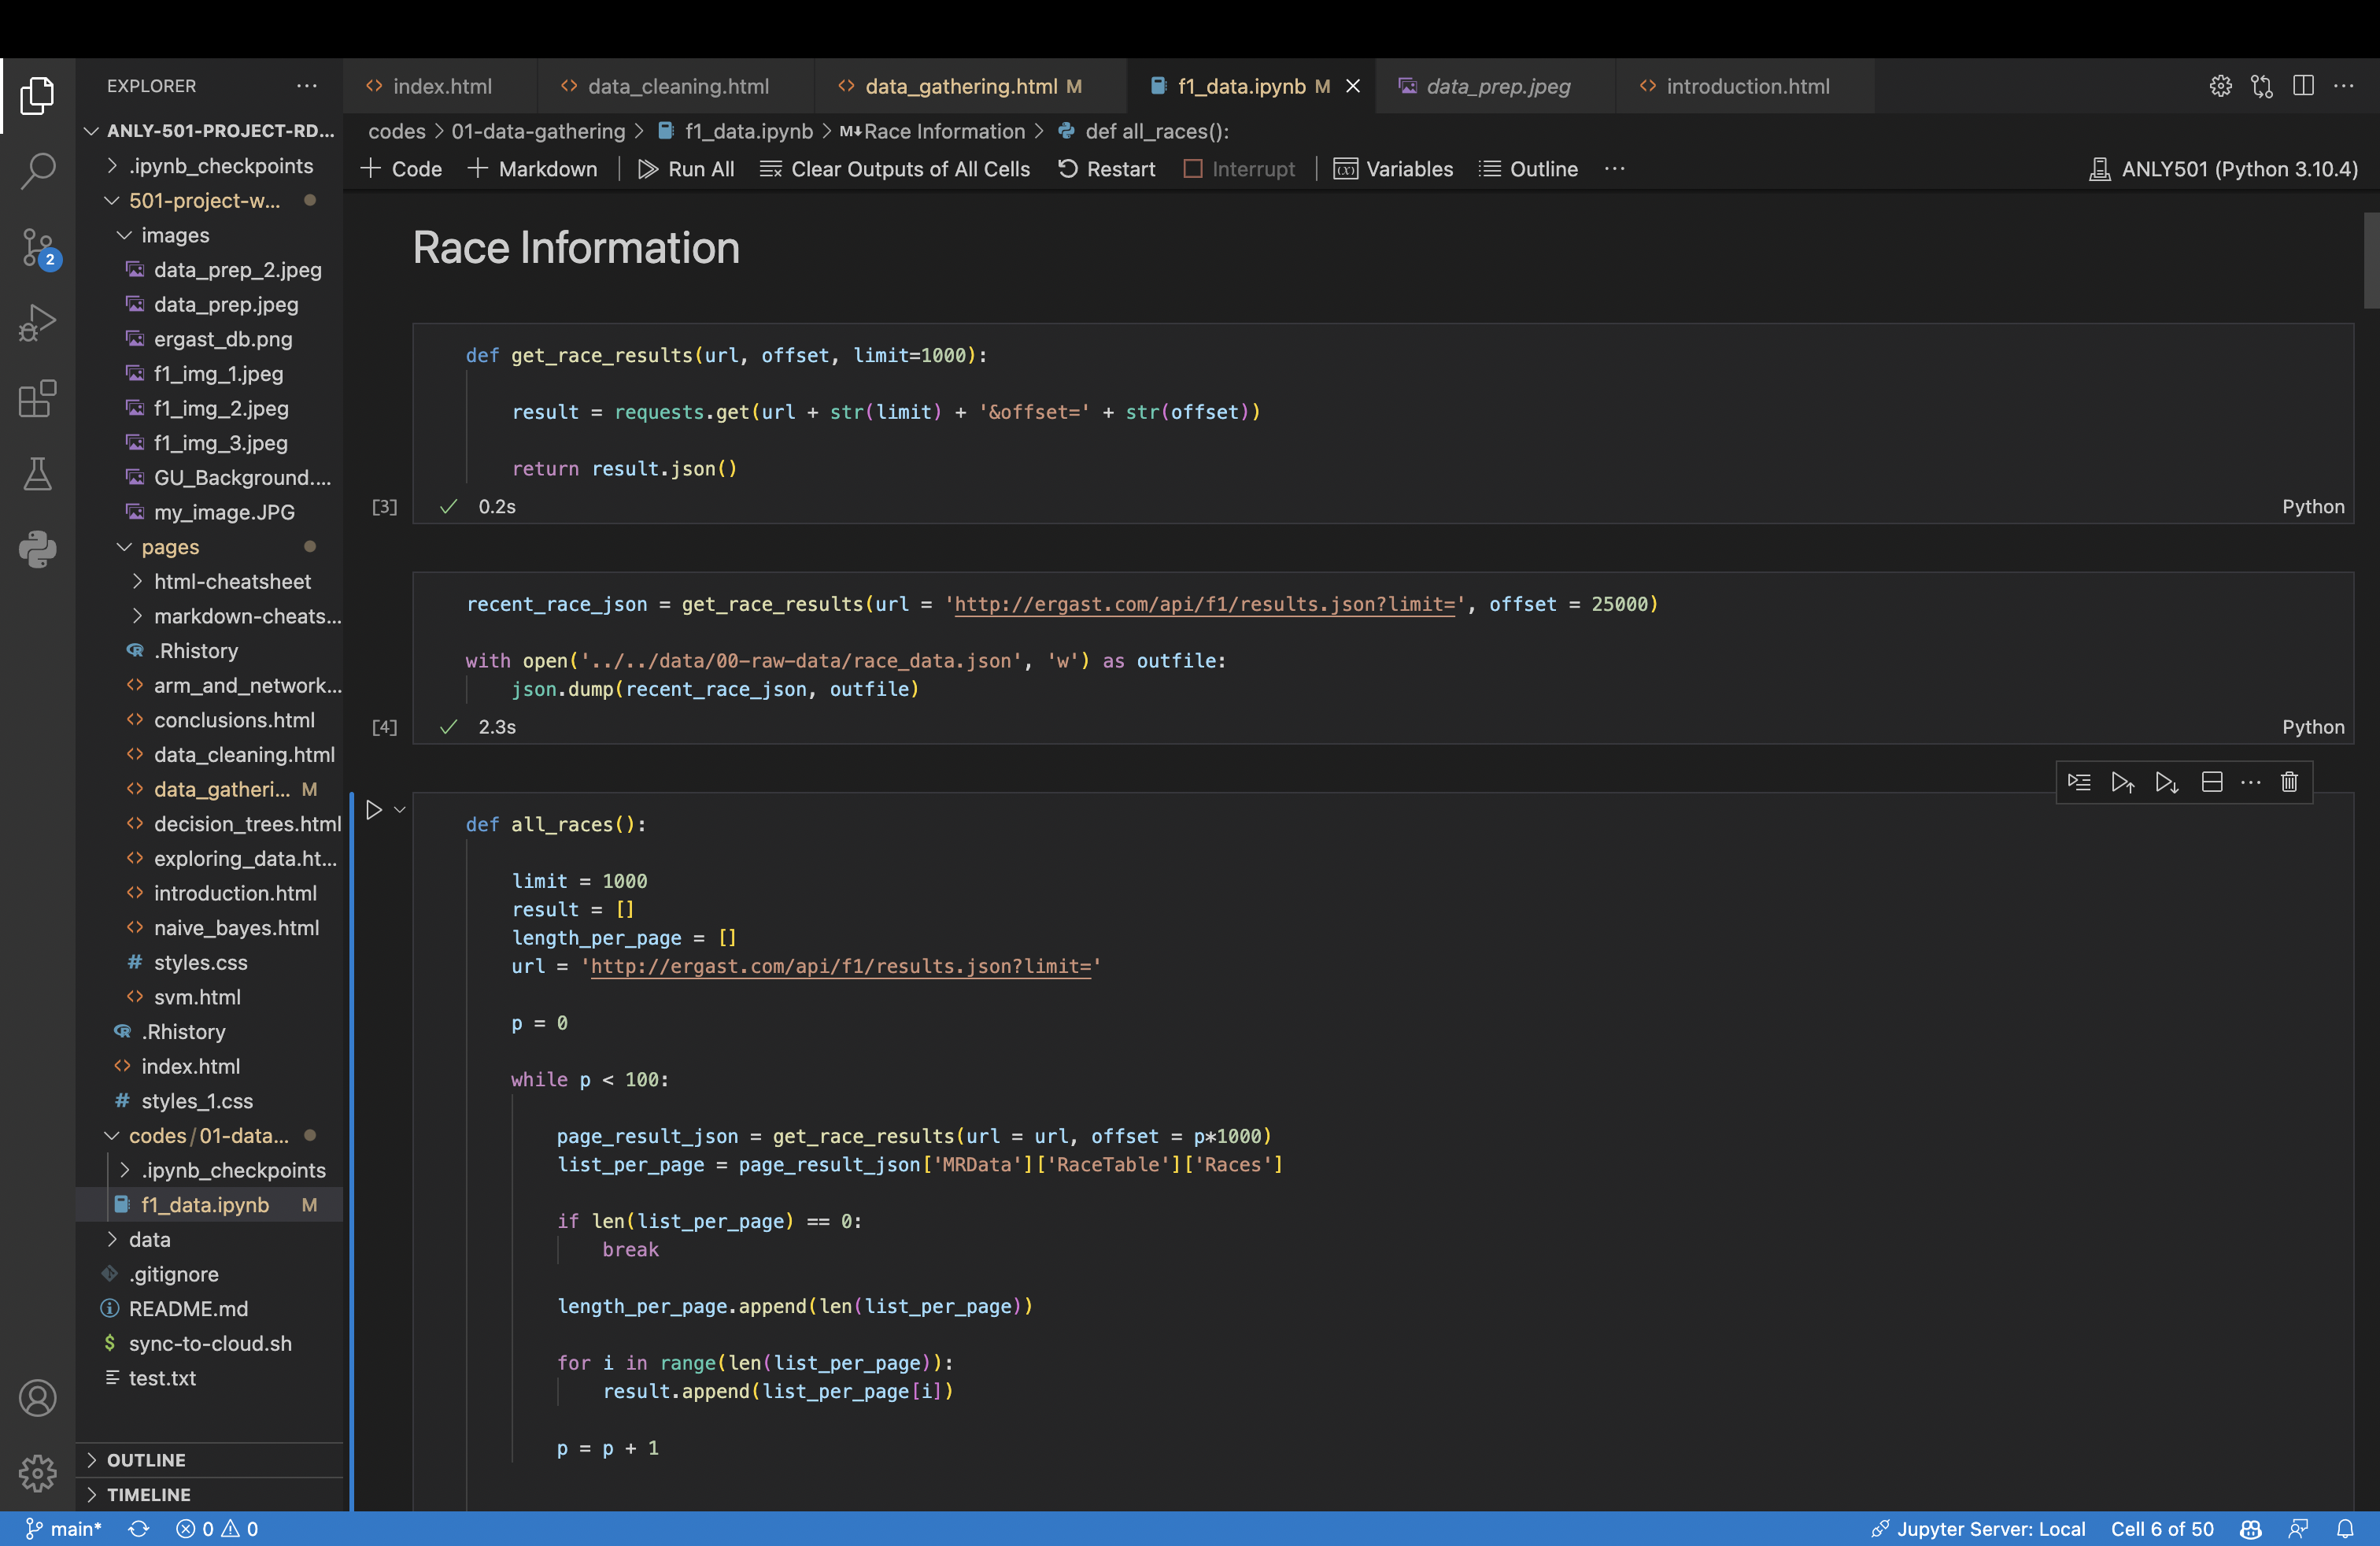 EXPLORER
index.html
data_cleaning.html
data_gathering.html M
f1_data.ipynb M
data_prep.jpeg
introduction.html
ANLY-501-PROJECT-RD...
.ipynb_checkpoints
501-project-w...
images
data_prep_2.jpeg
data_prep.jpeg
ergast_db.png
f1_img_1.jpeg
f1_img_2.jpeg
f1_img_3.jpeg
GU_Background....
my_image.JPG
pages
html-cheatsheet
markdown-cheats...
.Rhistory
arm_and_network...
conclusions.html
data_cleaning.html
data_gatheri... M
decision_trees.html
exploring_data.ht...
introduction.html
naive_bayes.html
styles.css
svm.html
.Rhistory
index.html
styles_1.css
codes/01-data...
.ipynb_checkpoints
f1_data.ipynb M
data
.gitignore
README.md
sync-to-cloud.sh
test.txt
OUTLINE
TIMELINE
2
codes > 01-data-gathering > f1_data.ipynb > M↓Race Information > def all_races():
Code Markdown Run All Clear Outputs of All Cells Restart Interrupt Variables Outline ... ANLY501 (Python 3.10.4)
Race Information
def get_race_results(url, offset, limit=1000):
result = requests.get(url + str(limit) + '&offset=' + str(offset))
return result.json()
[3] 0.2s Python
recent_race_json = get_race_results(url = 'http://ergast.com/api/f1/results.json?limit=', offset = 25000)
with open('../../data/00-raw-data/race_data.json', 'w') as outfile:
json.dump(recent_race_json, outfile)
[4] 2.3s Python
def all_races():
limit = 1000
result = []
length_per_page = []
url = 'http://ergast.com/api/f1/results.json?limit='
p = 0
while p < 100:
page_result_json = get_race_results(url = url, offset = p*1000)
list_per_page = page_result_json['MRData']['RaceTable']['Races']
if len(list_per_page) == 0:
break
length_per_page.append(len(list_per_page))
for i in range(len(list_per_page)):
result.append(list_per_page[i])
p = p + 1
main* 0 0 Jupyter Server: Local Cell 6 of 50